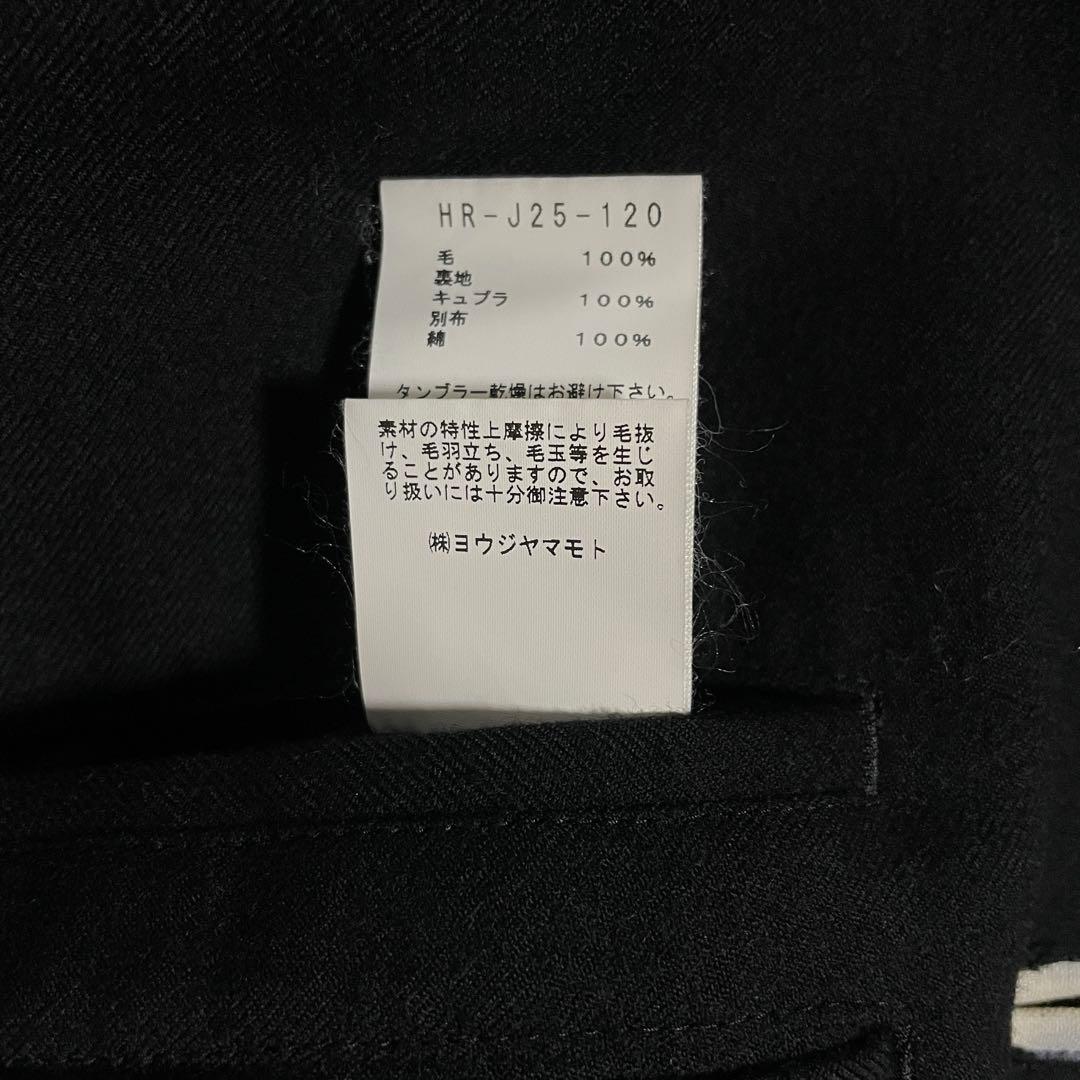 HR-J25-120
毛 100%
裏地
キュプラ 100%
別布
綿 100%
タンブラー乾燥はお避け下さい。
素材の特性上摩擦により毛抜
け、毛羽立ち、毛玉等を生じ
ることがありますので、お取
り扱いには十分御注意下さい。
㈱ヨウジヤマモト